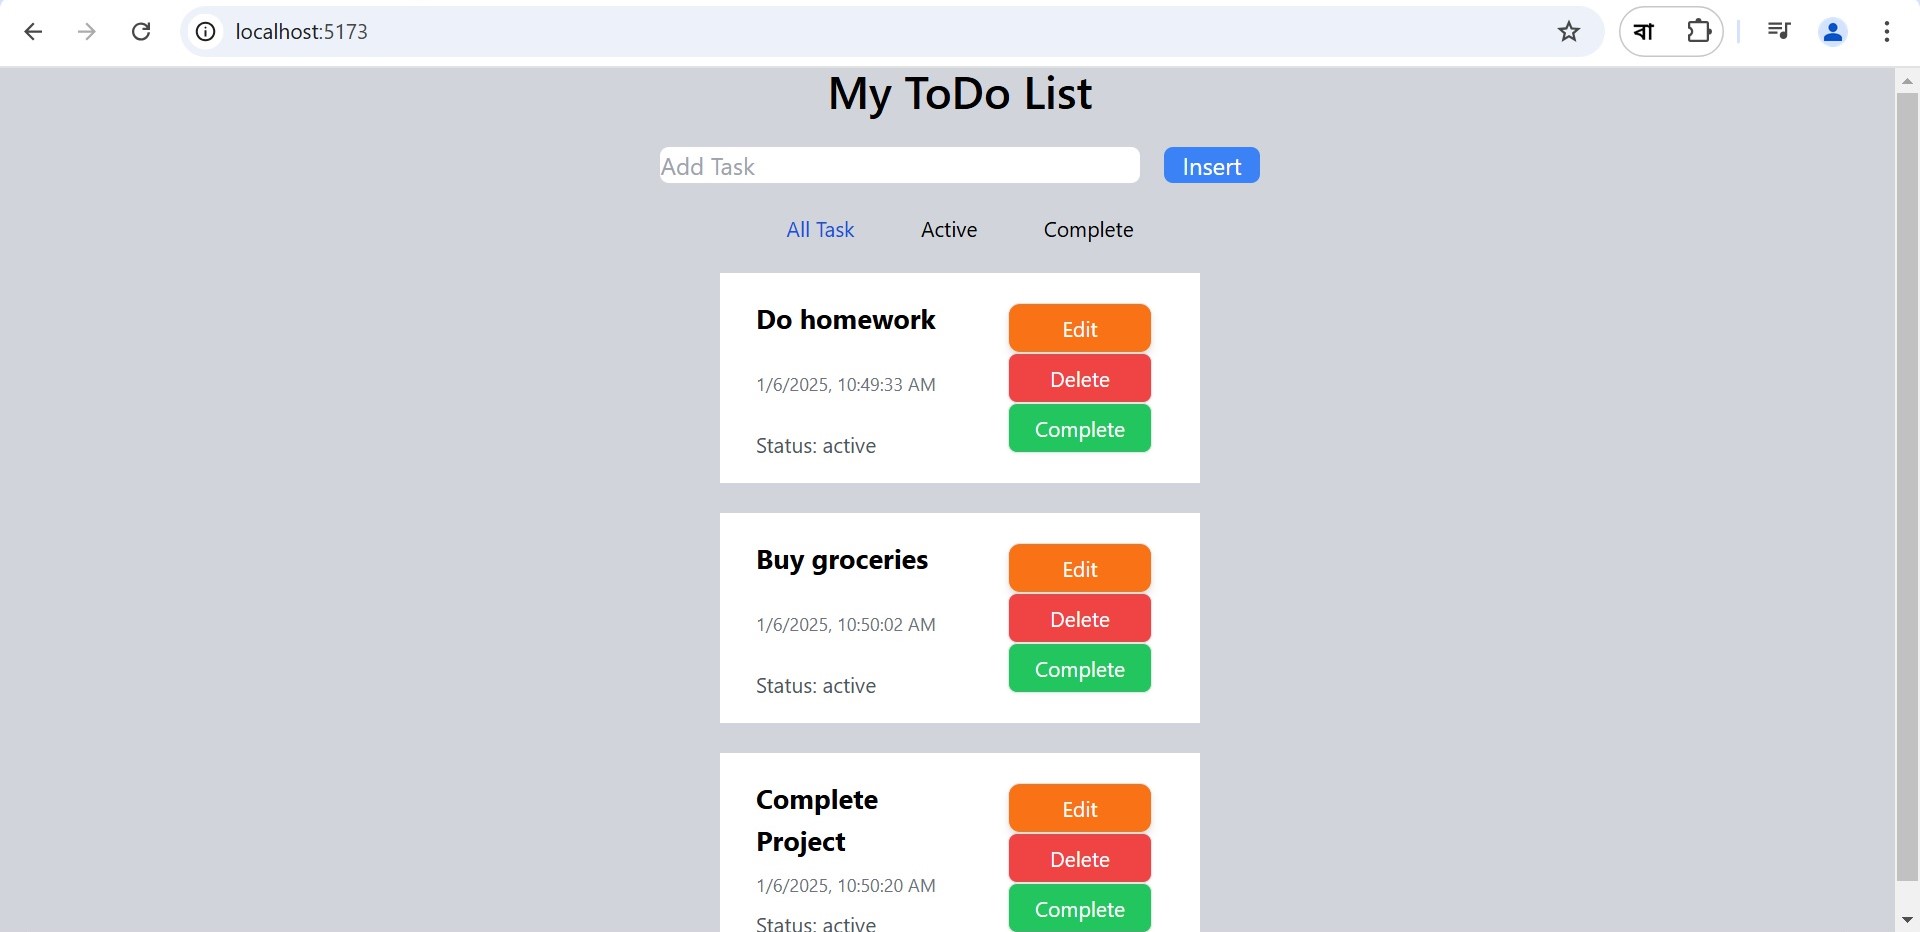 localhost:5173
বা
My ToDo List
Add Task Insert
All Task Active Complete
Do homework
1/6/2025, 10:49:33 AM
Status: active
Edit
Delete
Complete
Buy groceries
1/6/2025, 10:50:02 AM
Status: active
Edit
Delete
Complete
Complete
Project
1/6/2025, 10:50:20 AM
Status: active
Edit
Delete
Complete